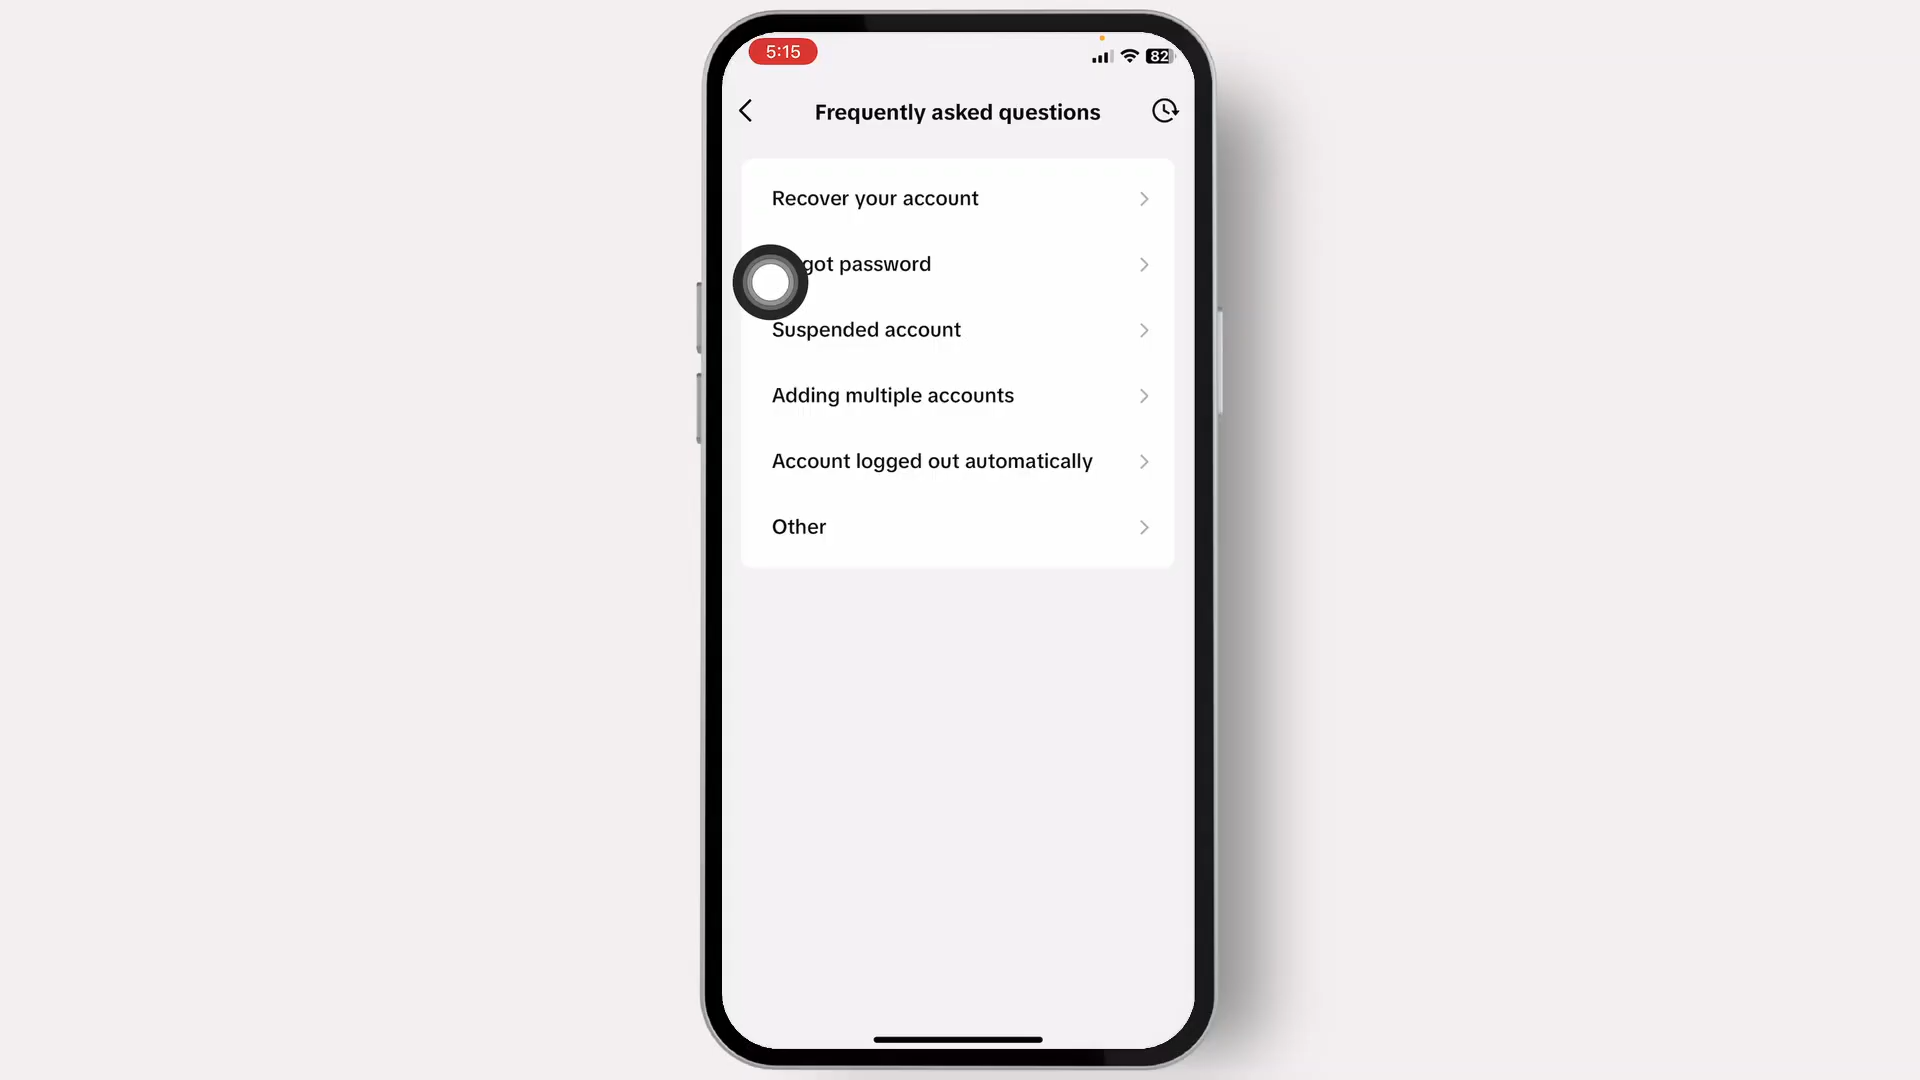 5:15
82
Frequently asked questions
Recover your account
got password
Suspended account
Adding multiple accounts
Account logged out automatically
Other